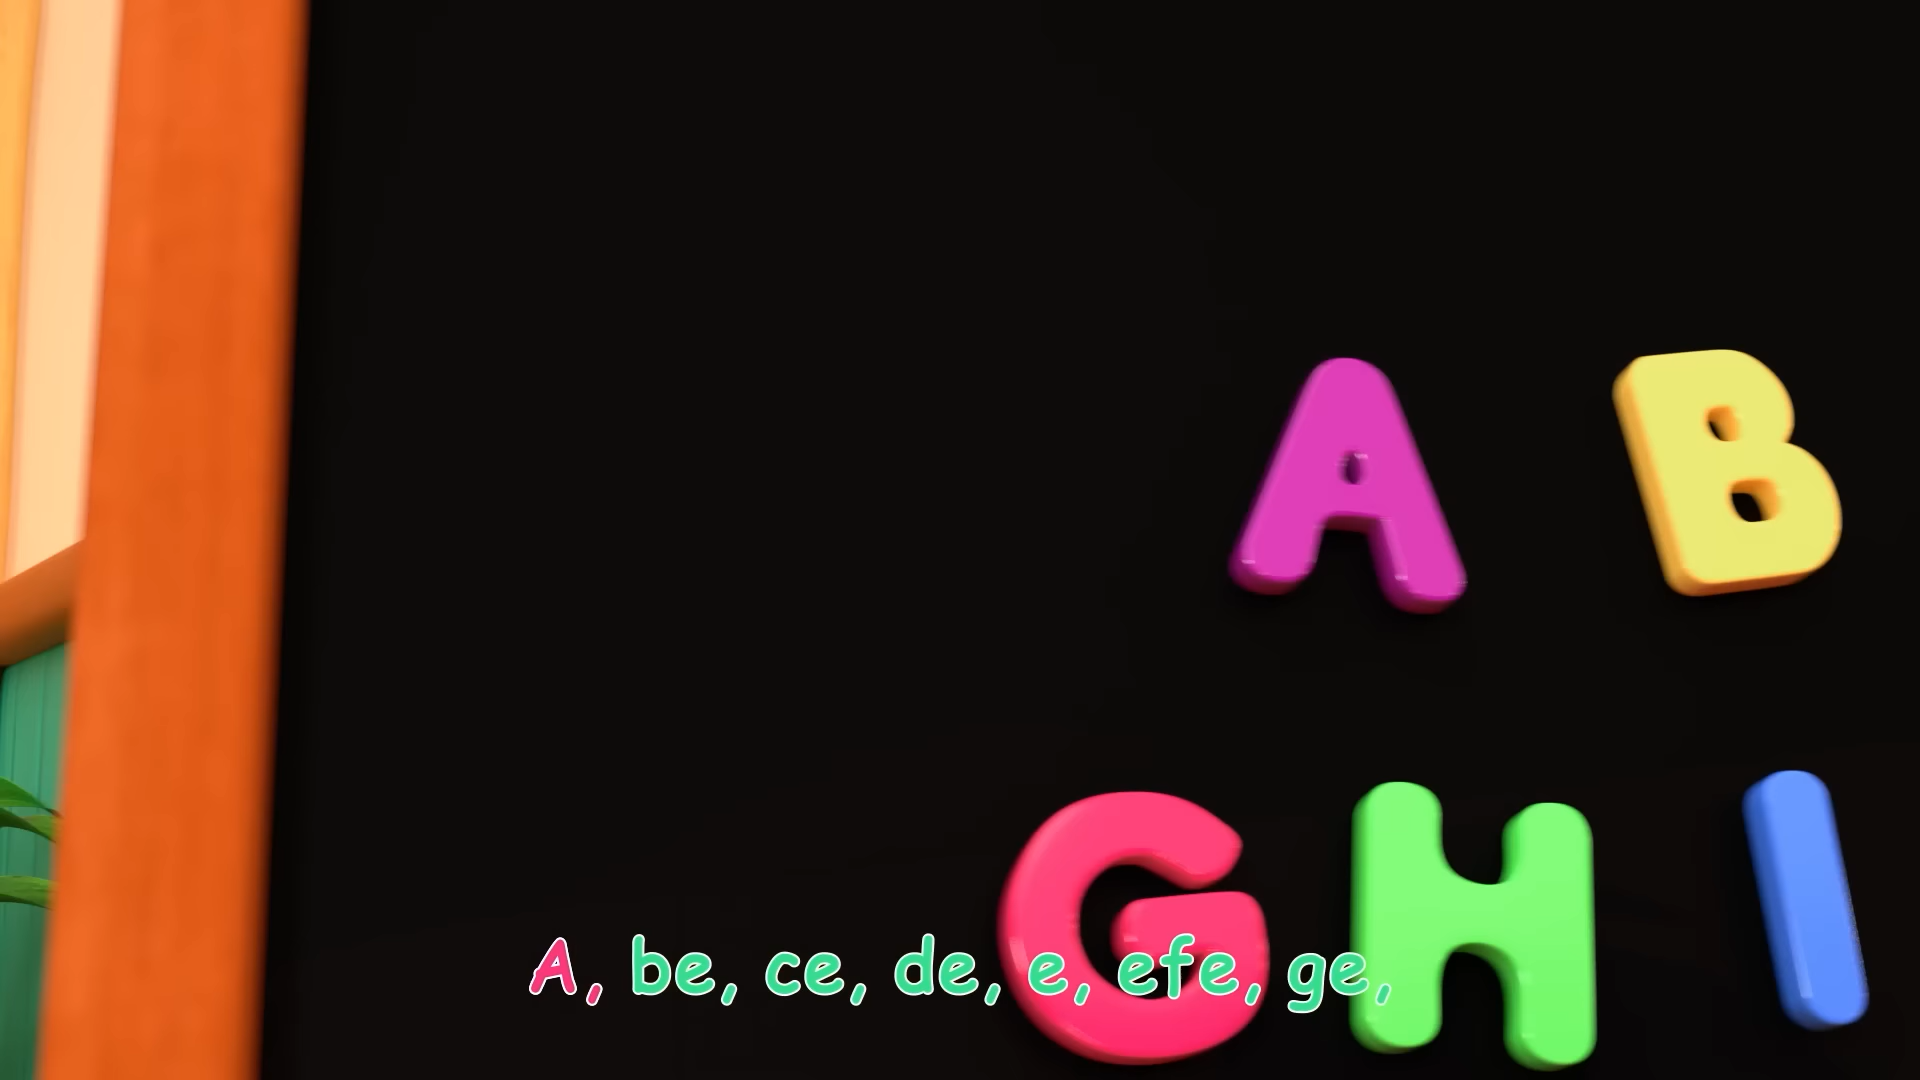 A B
G H I
A, be, ce, de, e, efe, ge,